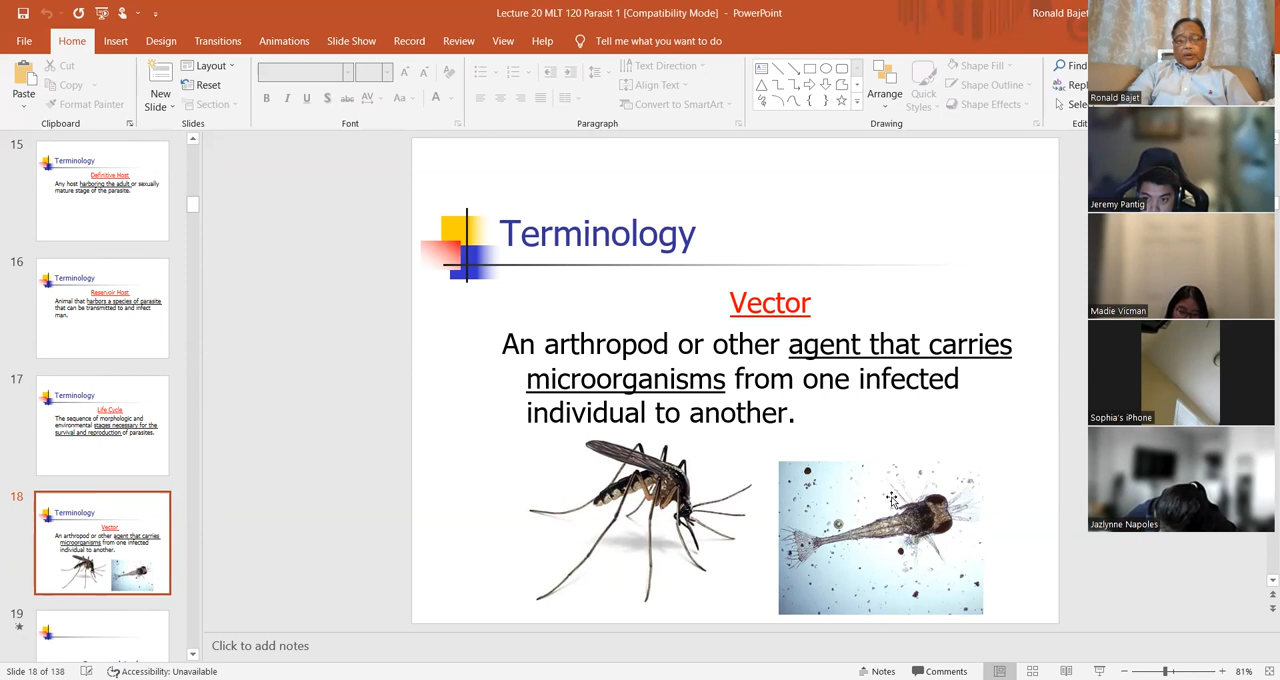 Lecture 20 MLT 120 Parasit 1 [Compatibility Mode] - PowerPoint
Ronald Bajet
File Home Insert Design Transitions Animations Slide Show Record Review View Help Tell me what you want to do
Paste
Cut
Copy
Format Painter
Clipboard
New Slide
Layout
Reset
Section
Slides
B I U S abc AV Aa A
Font
Text Direction
Align Text
Convert to SmartArt
Paragraph
Arrange
Quick Styles
Shape Fill
Shape Outline
Shape Effects
Drawing
Find
15
Terminology
Definitive Host
Any host harboring the adult or sexually
mature stage of the parasite.
16
Terminology
Reservoir Host
Animal that harbors a species of parasite
that can be transmitted to and infect
man.
17
Terminology
Life Cycle
The sequence of morphologic and
environmental stages necessary for the
survival and reproduction of parasites.
18
Terminology
Vector
An arthropod or other agent that carries
microorganisms from one infected
individual to another.
19
Terminology
Vector
An arthropod or other agent that carries
microorganisms from one infected
individual to another.
Click to add notes
Slide 18 of 138
Accessibility: Unavailable
Notes
Comments
81%
Ronald Bajet
Jeremy Pantig
Madie Vicman
Sophia's iPhone
Jazlynne Napoles